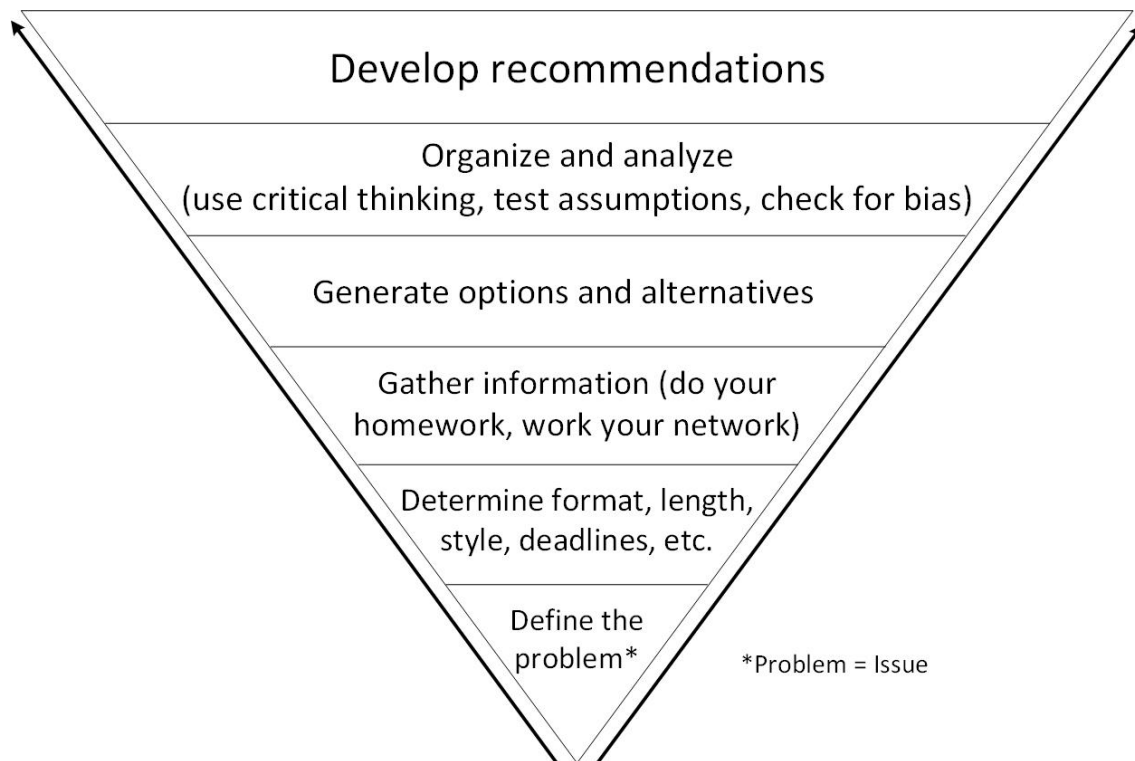 Develop recommendations
Organize and analyze
(use critical thinking, test assumptions, check for bias)
Generate options and alternatives
Gather information (do your
homework, work your network)
Determine format, length,
style, deadlines, etc.
Define the
problem*
*Problem = Issue